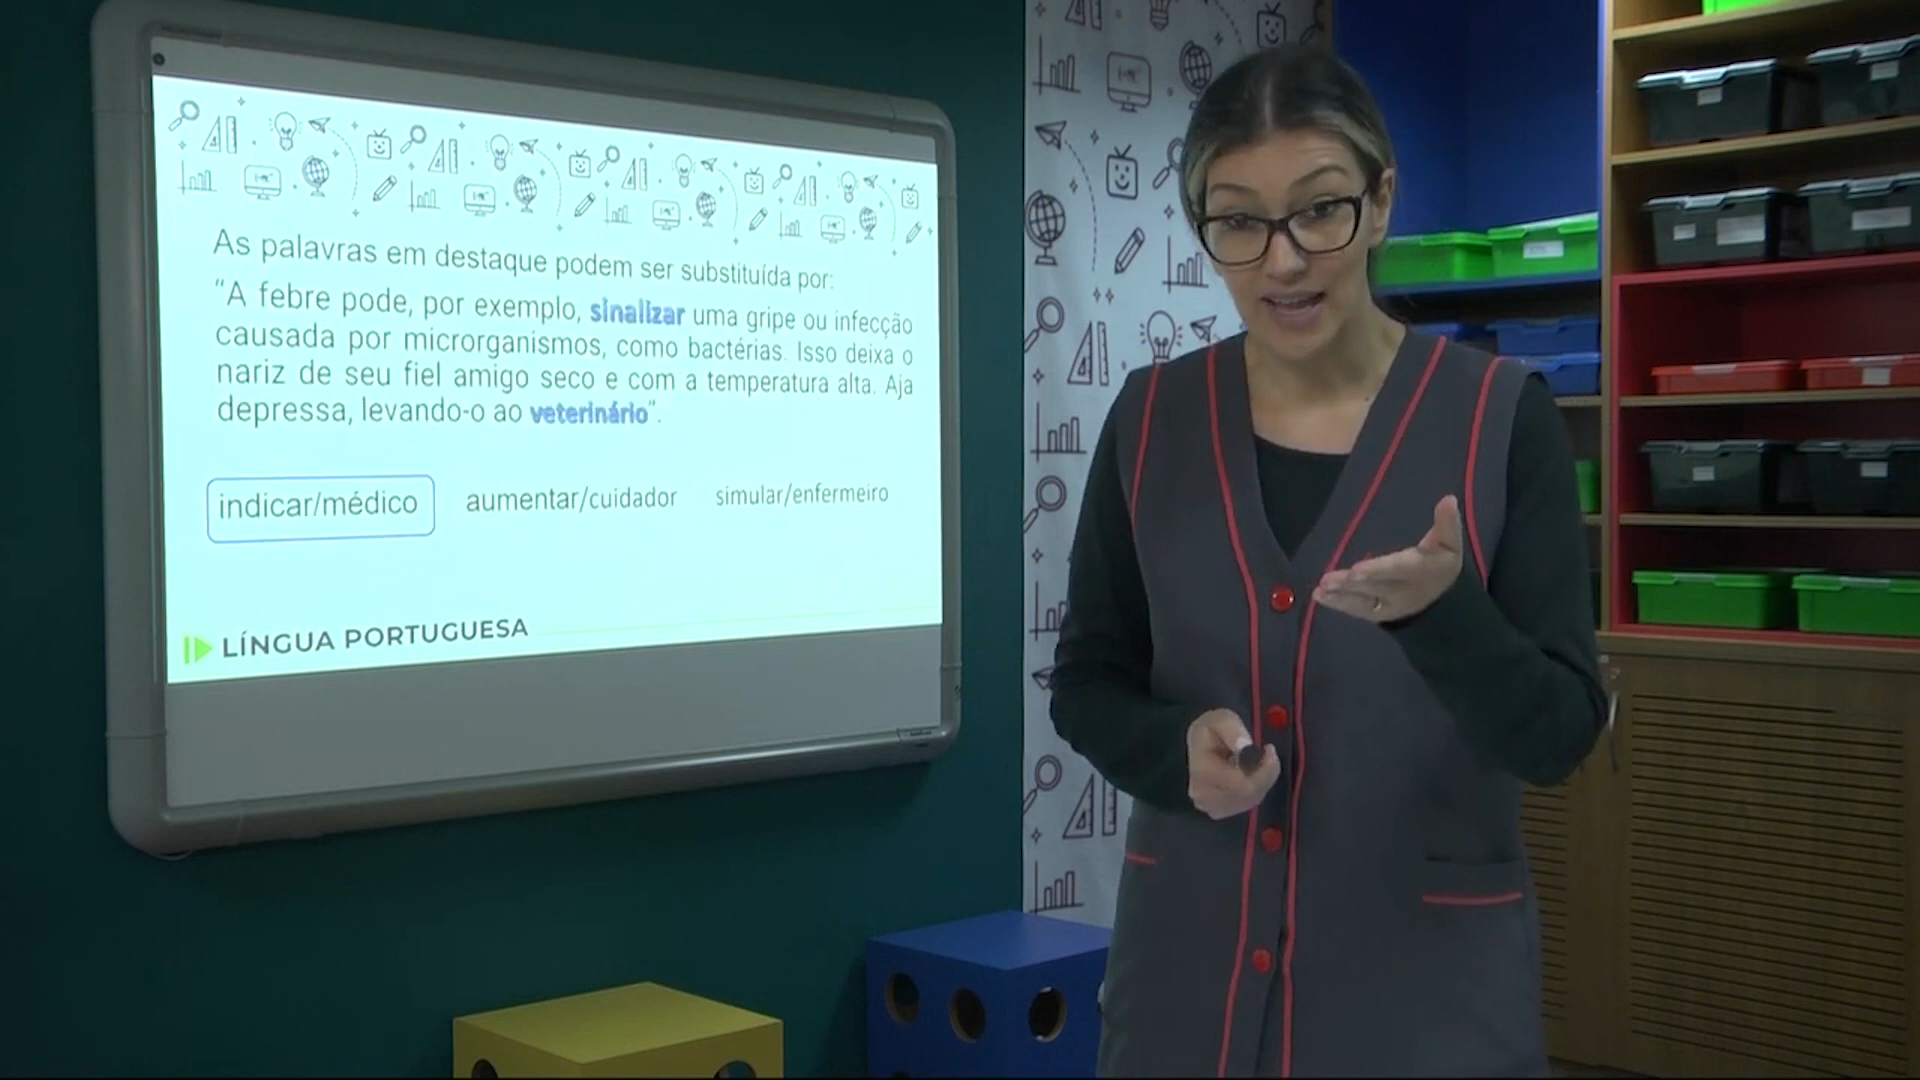 As palavras em destaque podem ser substituída por:
“A febre pode, por exemplo, sinalizar uma gripe ou infecção
causada por microrganismos, como bactérias. Isso deixa o
nariz de seu fiel amigo seco e com a temperatura alta. Aja
depressa, levando-o ao veterinário”.
indicar/médico aumentar/cuidador simular/enfermeiro
LÍNGUA PORTUGUESA